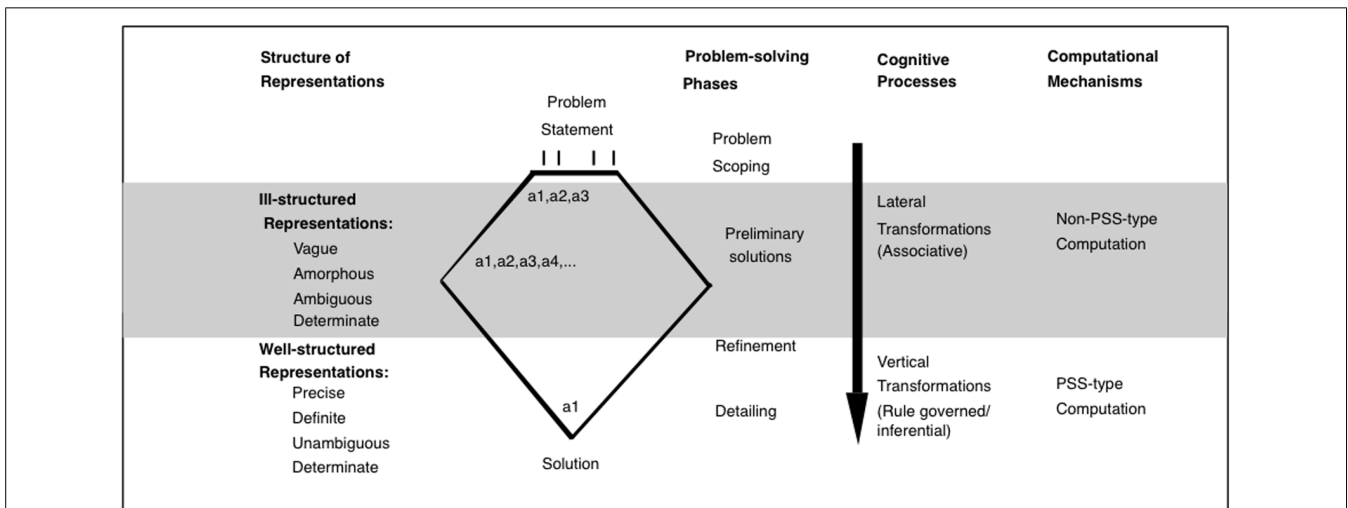 Structure of
Representations
Problem-solving
Phases
Cognitive
Processes
Computational
Mechanisms
Problem
Statement
Problem
Scoping
Ill-structured
Representations:
Vague
Amorphous
Ambiguous
Determinate
a1,a2,a3
a1,a2,a3,a4,...
Preliminary
solutions
Lateral
Transformations
(Associative)
Non-PSS-type
Computation
Well-structured
Representations:
Precise
Definite
Unambiguous
Determinate
a1
Solution
Refinement
Detailing
Vertical
Transformations
(Rule governed/
inferential)
PSS-type
Computation